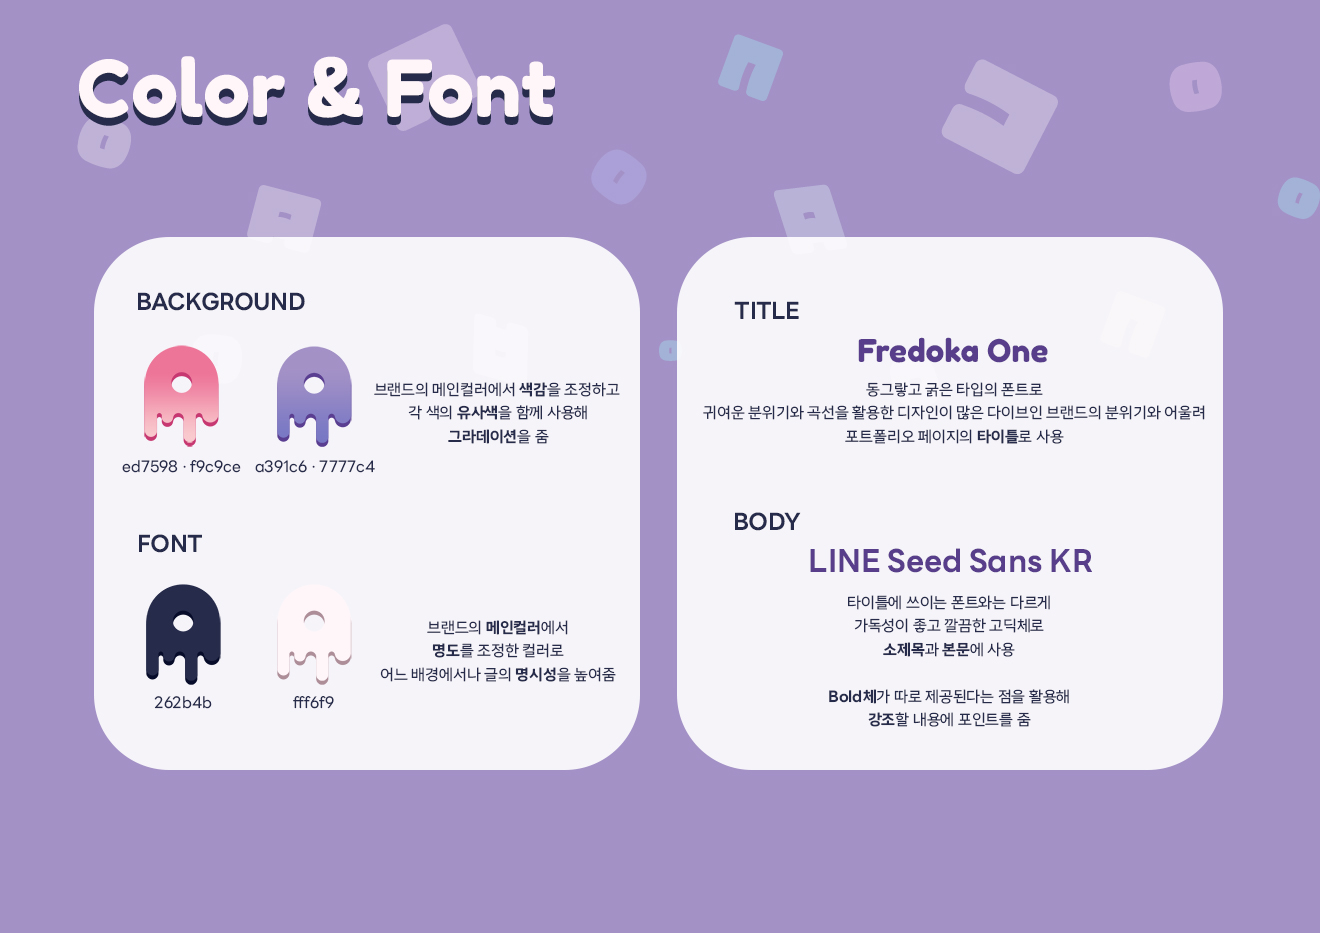 Color & Font
BACKGROUND
브랜드의 메인컬러에서 색감을 조정하고
각 색의 유사색을 함께 사용해
그라데이션을 줌
ed7598 · f9c9ce
a391c6 · 7777c4
FONT
브랜드의 메인컬러에서
명도를 조정한 컬러로
어느 배경에서나 글의 명시성을 높여줌
262b4b
fff6f9
TITLE
Fredoka One
동그랗고 굵은 타입의 폰트로
귀여운 분위기와 곡선을 활용한 디자인이 많은 다이브인 브랜드의 분위기와 어울려
포트폴리오 페이지의 타이틀로 사용
BODY
LINE Seed Sans KR
타이틀에 쓰이는 폰트와는 다르게
가독성이 좋고 깔끔한 고딕체로
소제목과 본문에 사용
Bold체가 따로 제공된다는 점을 활용해
강조할 내용에 포인트를 줌